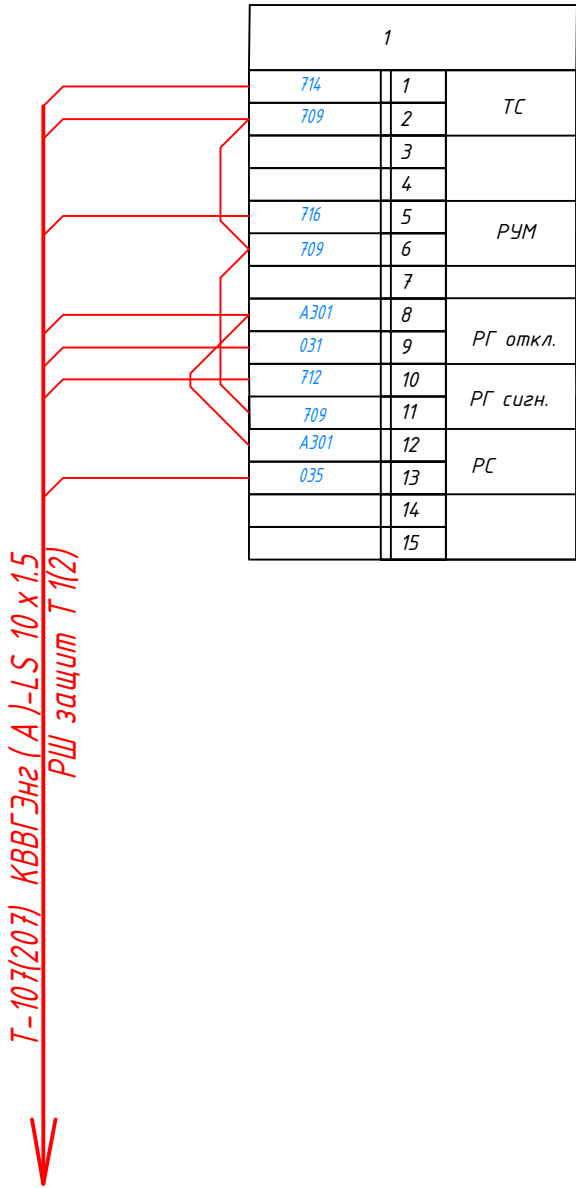 1
714 1 ТС
709 2
3
4
716 5 РУМ
709 6
7
А301 8 РГ откл.
031 9
712 10 РГ сигн.
709 11
А301 12 РС
035 13
14
15
Т-107(207) КВВГЭнг(А)-LS 10 x 1.5
РШ защит Т 1(2)